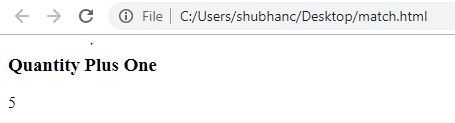 File | C:/Users/shubhanc/Desktop/match.html
Quantity Plus One
5